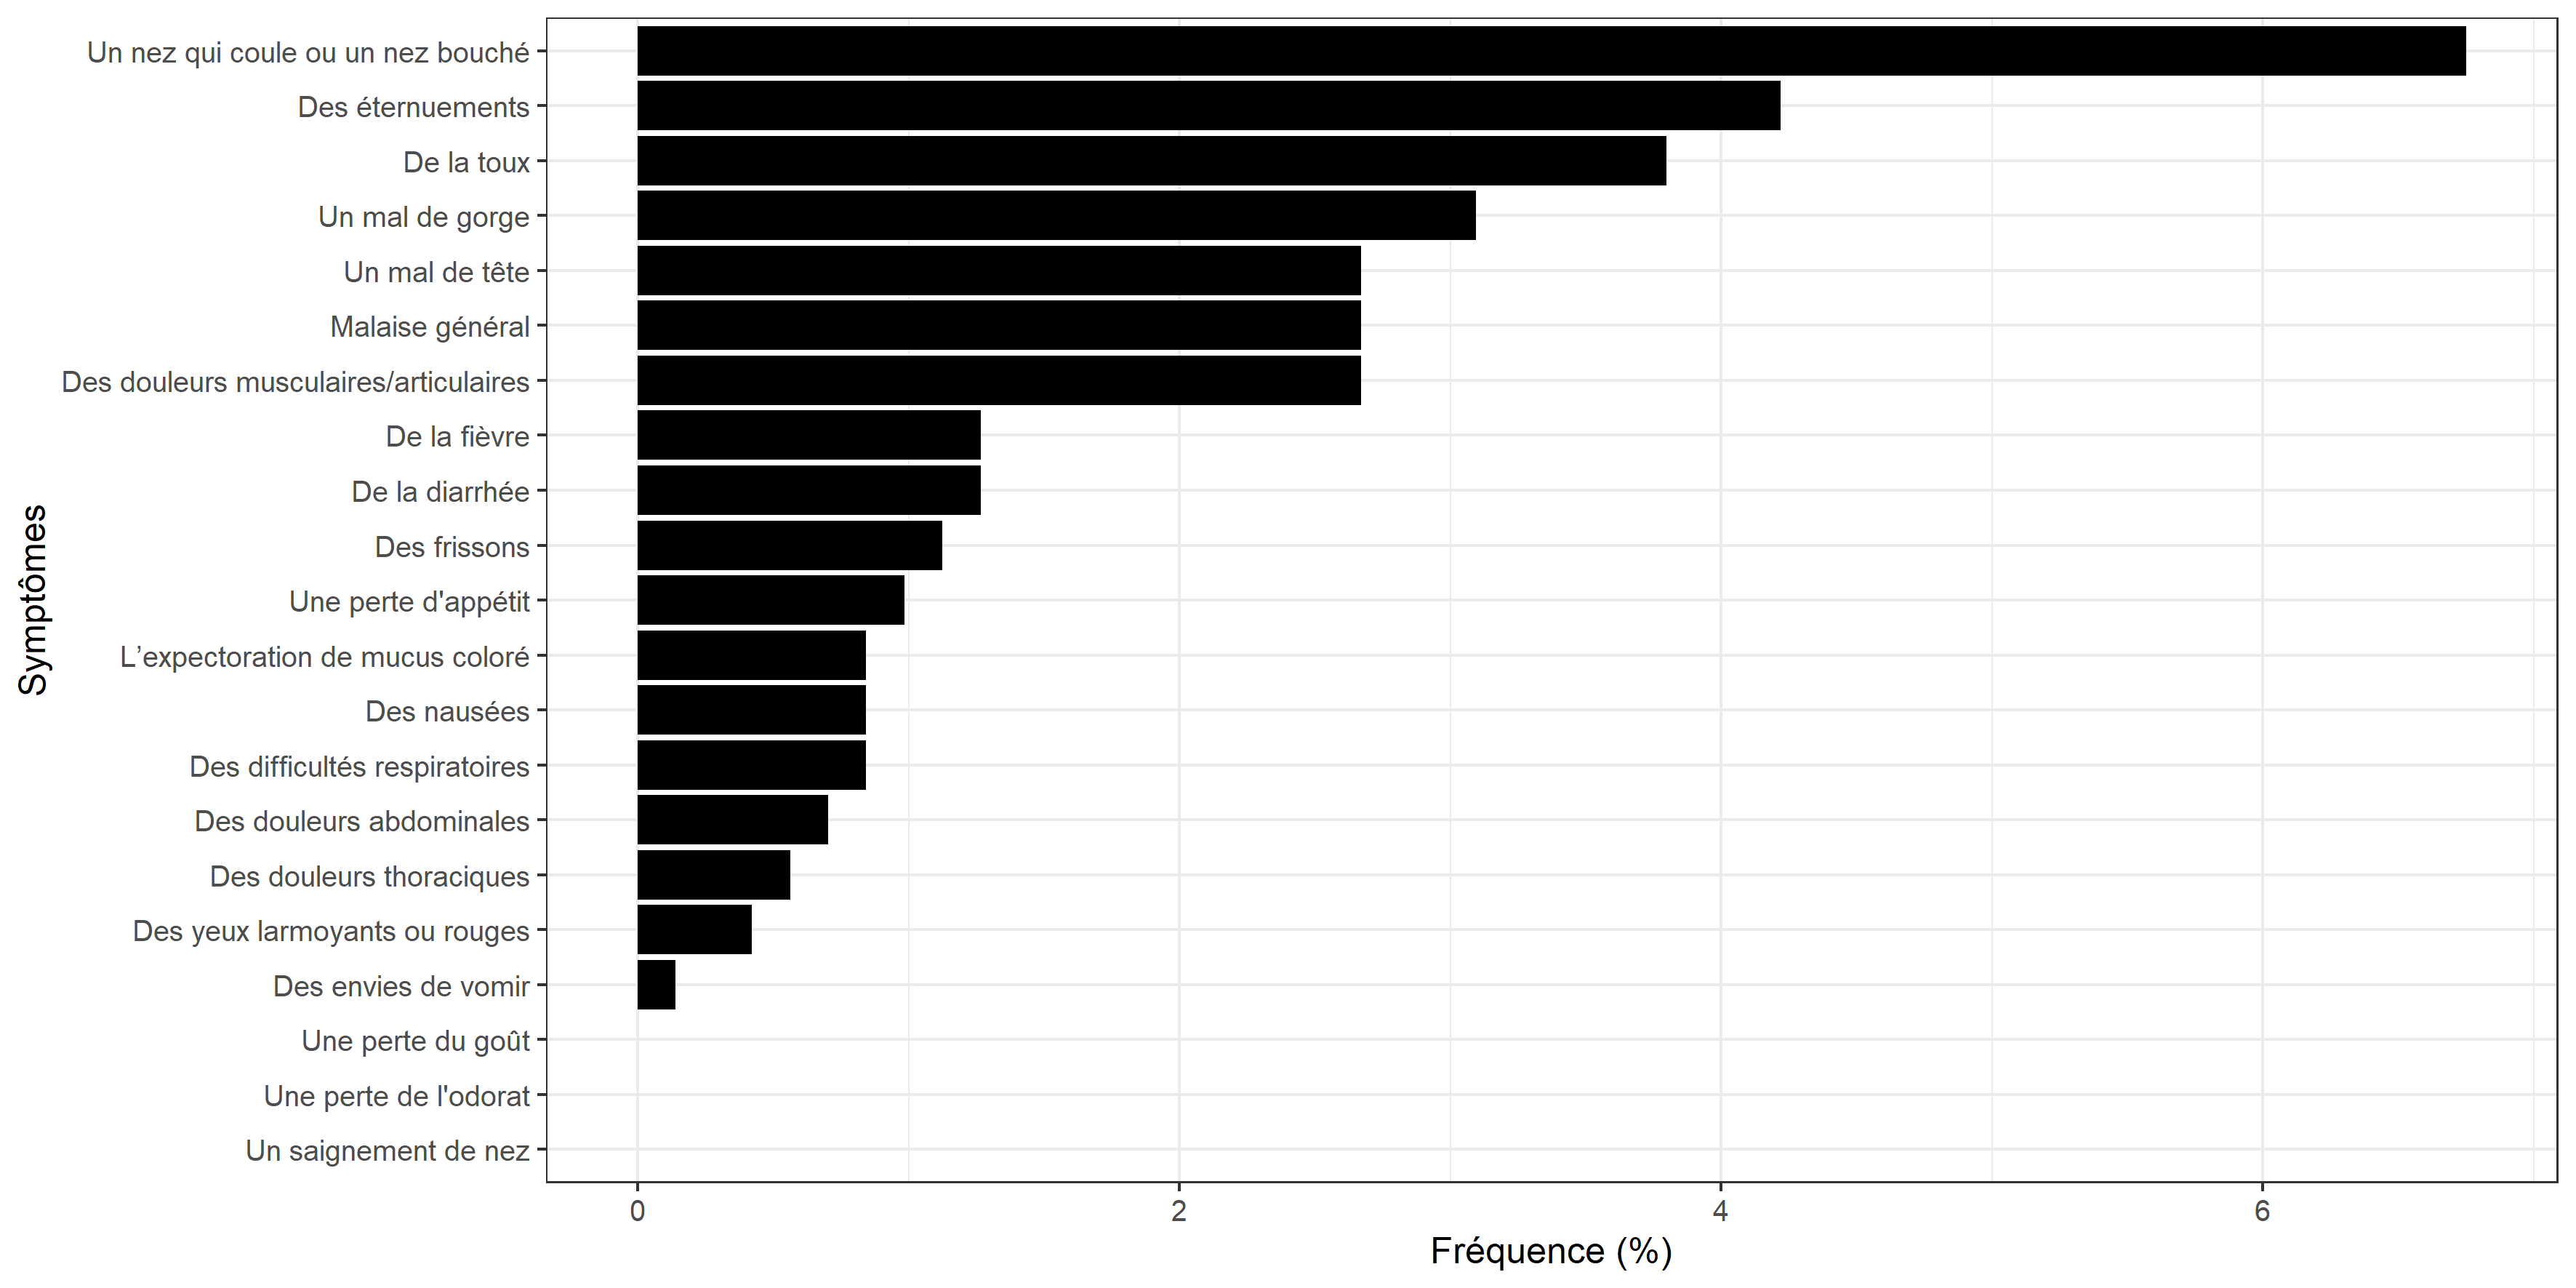 Un nez qui coule ou un nez bouché
Des éternuements
De la toux
Un mal de gorge
Un mal de tête
Malaise général
Des douleurs musculaires/articulaires
De la fièvre
De la diarrhée
Des frissons
Une perte d'appétit
L’expectoration de mucus coloré
Des nausées
Des difficultés respiratoires
Des douleurs abdominales
Des douleurs thoraciques
Des yeux larmoyants ou rouges
Des envies de vomir
Une perte du goût
Une perte de l'odorat
Un saignement de nez
Symptômes
0 2 4 6
Fréquence (%)